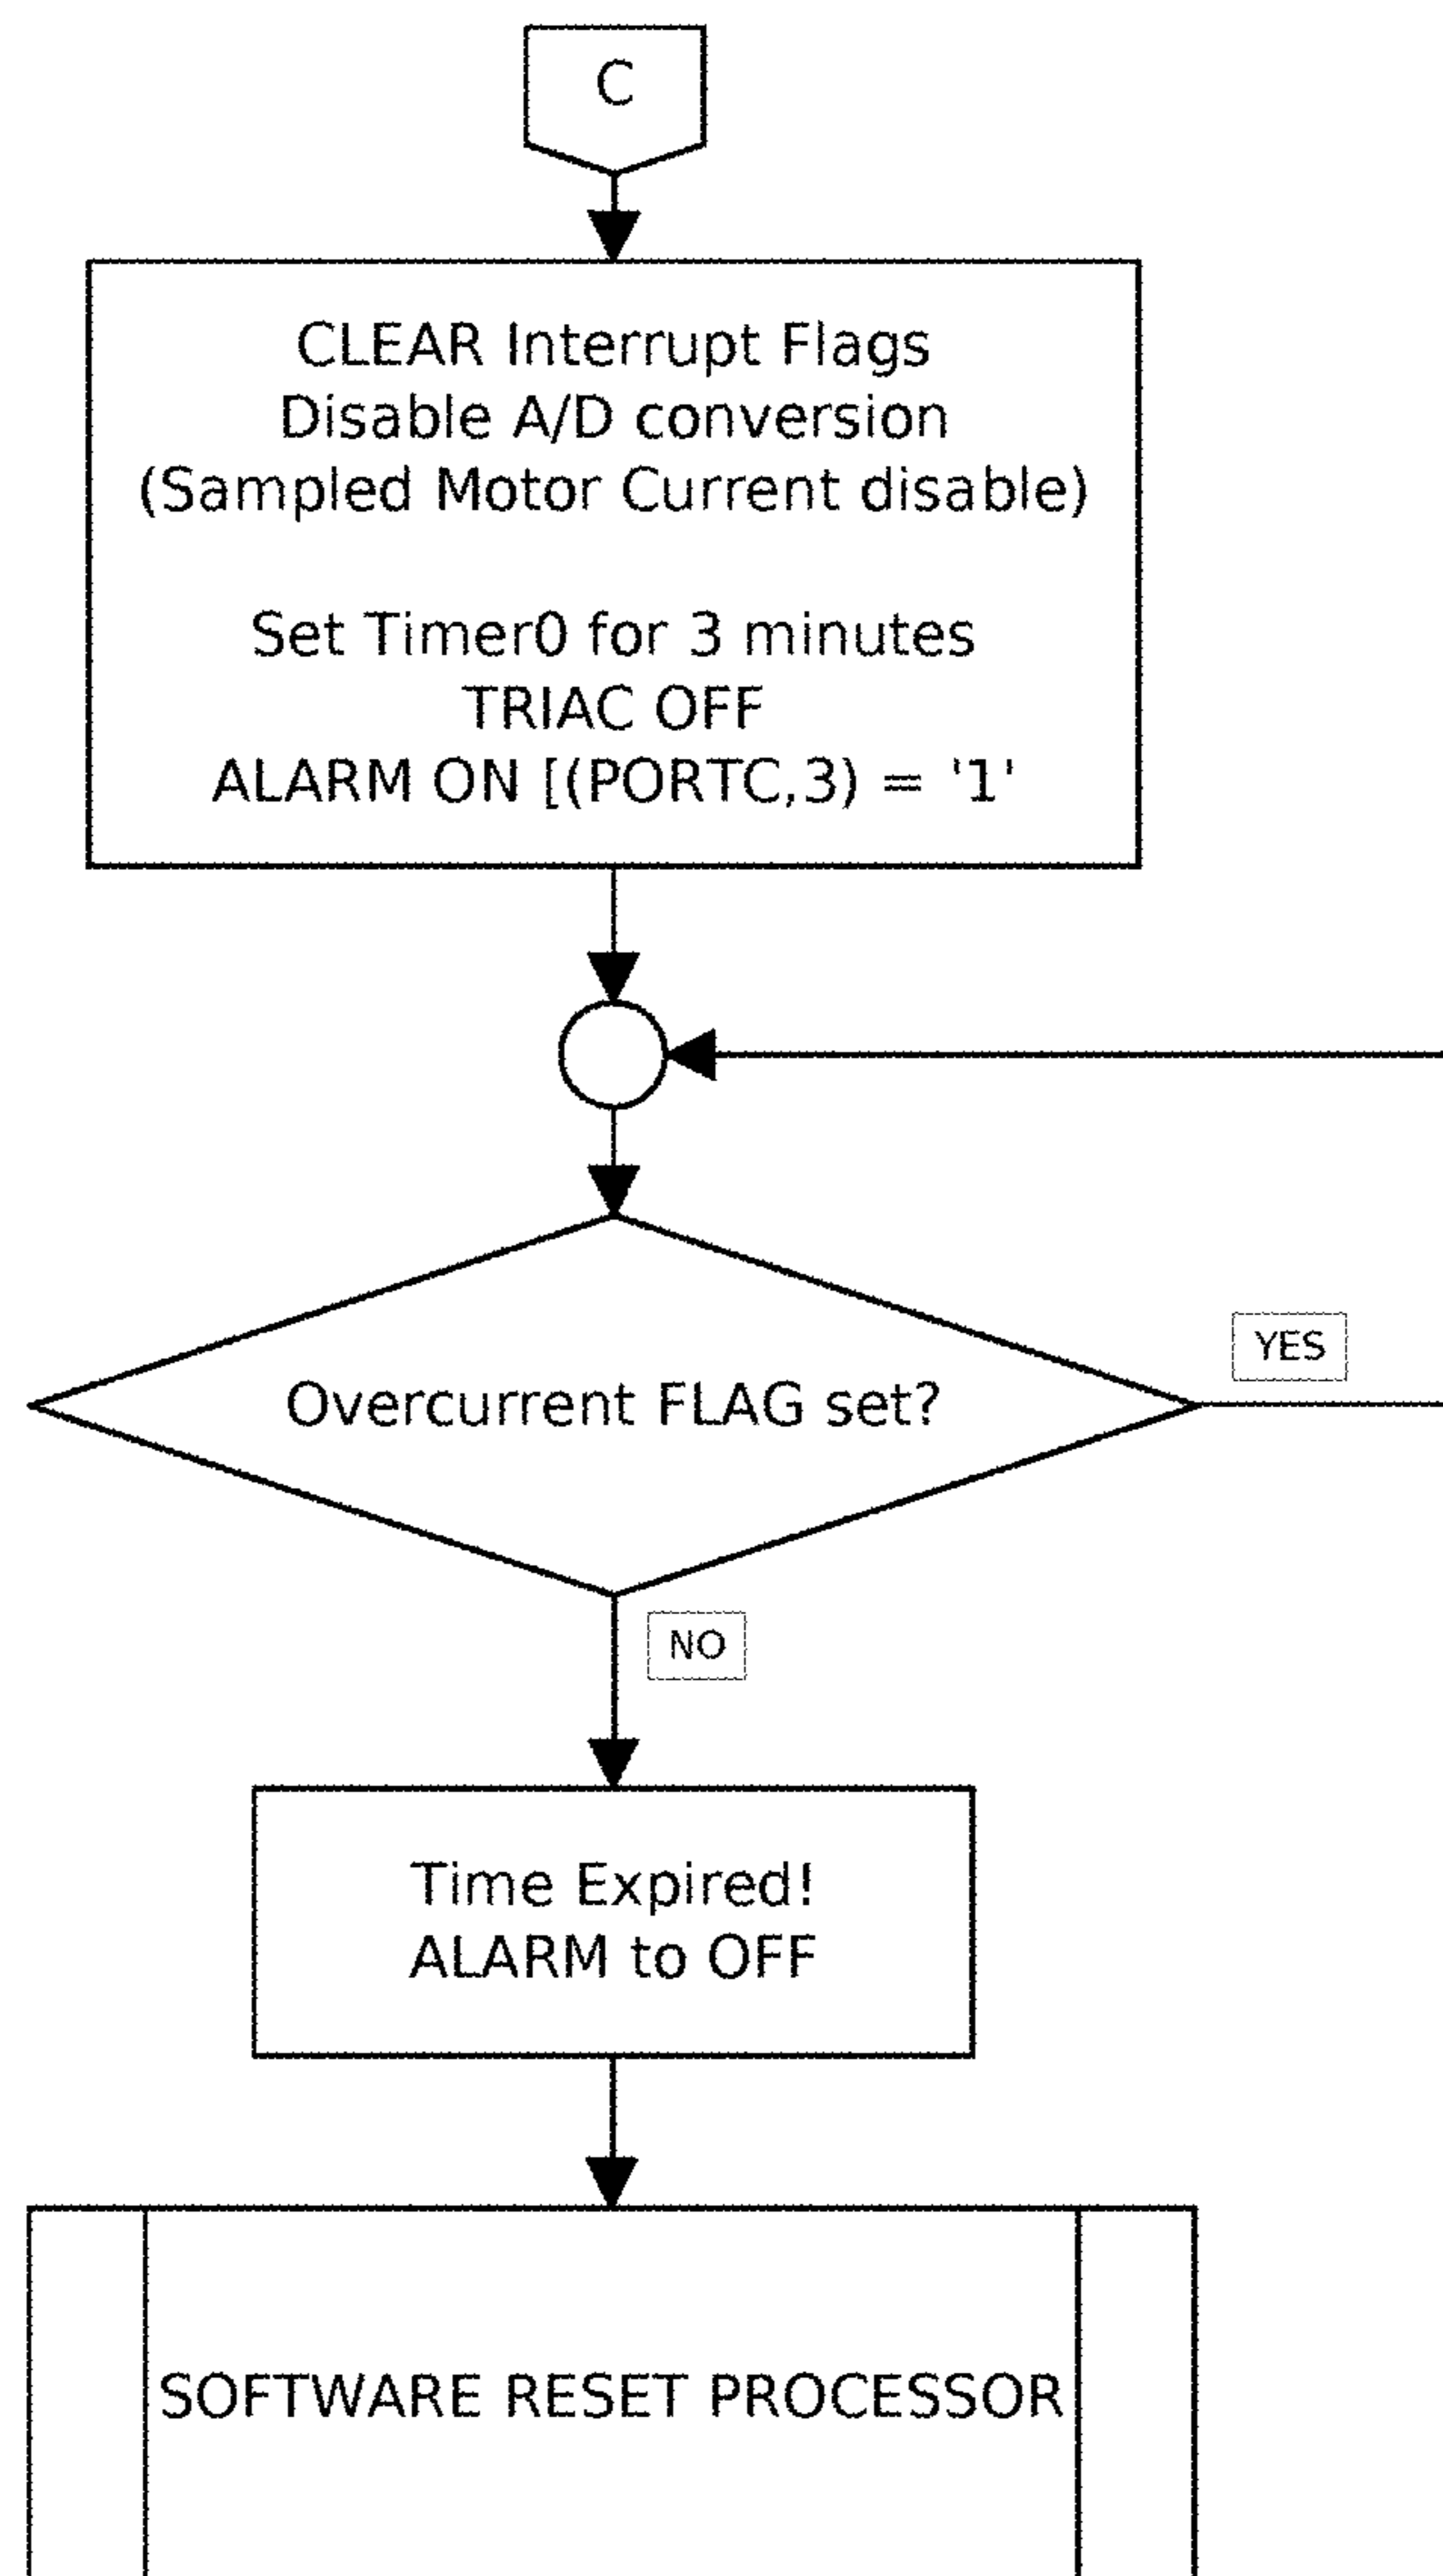 C
CLEAR Interrupt Flags
Disable A/D conversion
(Sampled Motor Current disable)
Set Timer0 for 3 minutes
TRIAC OFF
ALARM ON [(PORTC,3) = '1'
YES
Overcurrent FLAG set?
NO
Time Expired!
ALARM to OFF
SOFTWARE RESET PROCESSOR